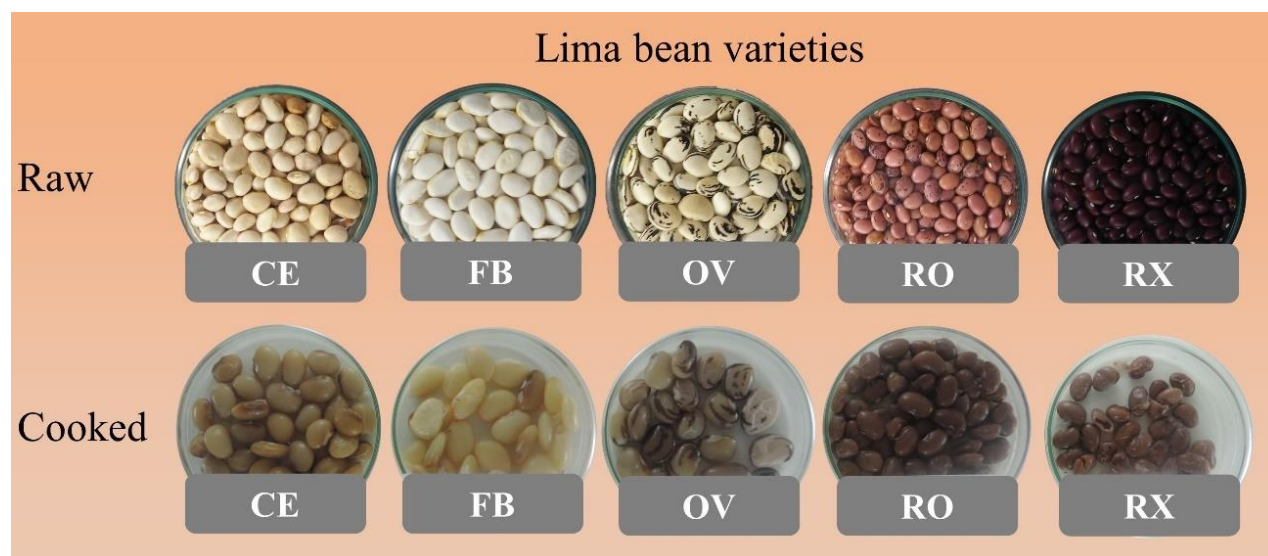 Lima bean varieties
Raw
CE FB OV RO RX
Cooked
CE FB OV RO RX